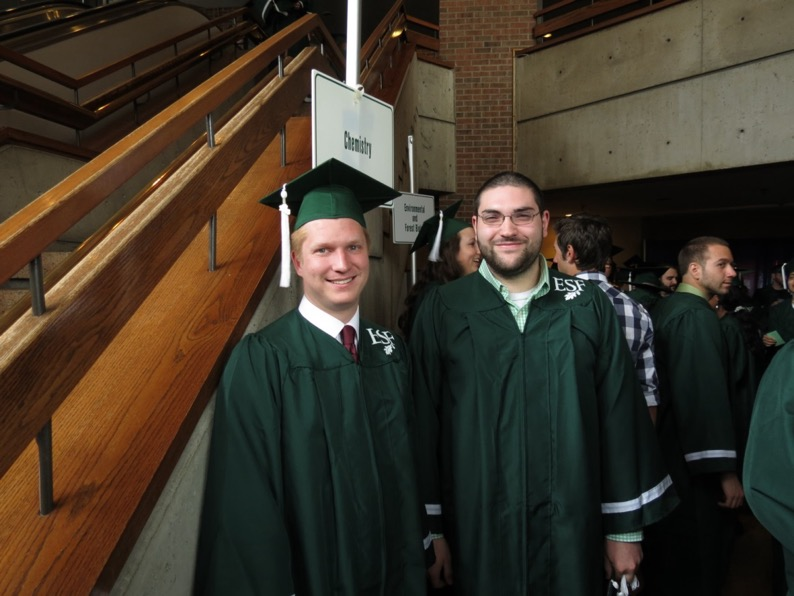 Chemistry
Environmental
and
Forest
ESF
ESF